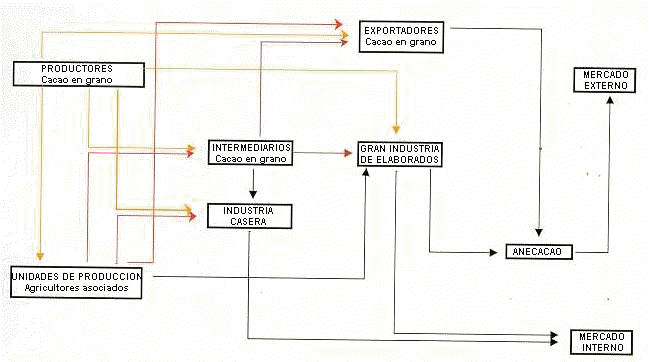 EXPORTADORES
Cacao en grano
PRODUCTORES
Cacao en grano
MERCADO
EXTERNO
INTERMEDIARIOS
Cacao en grano
GRAN INDUSTRIA
DE ELABORADOS
INDUSTRIA
CASERA
ANECACAO
UNIDADES DE PRODUCCION
Agricultores asociados
MERCADO
INTERNO